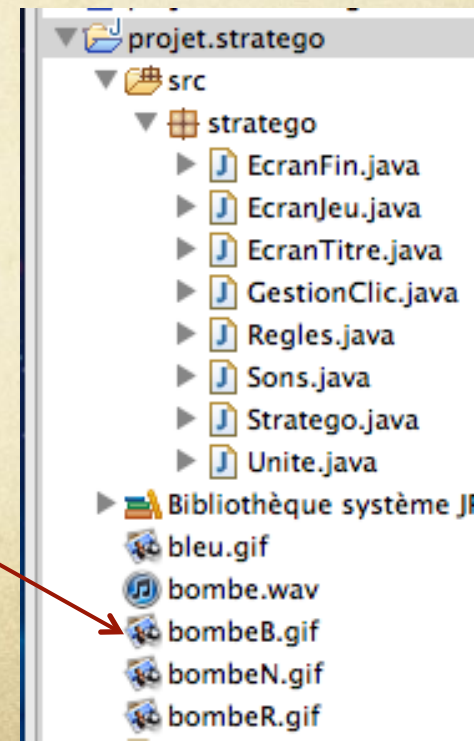 projet.stratego
src
stratego
EcranFin.java
EcranJeu.java
EcranTitre.java
GestionClic.java
Regles.java
Sons.java
Stratego.java
Unite.java
Bibliothèque système
bleu.gif
bombe.wav
bombeB.gif
bombeN.gif
bombeR.gif